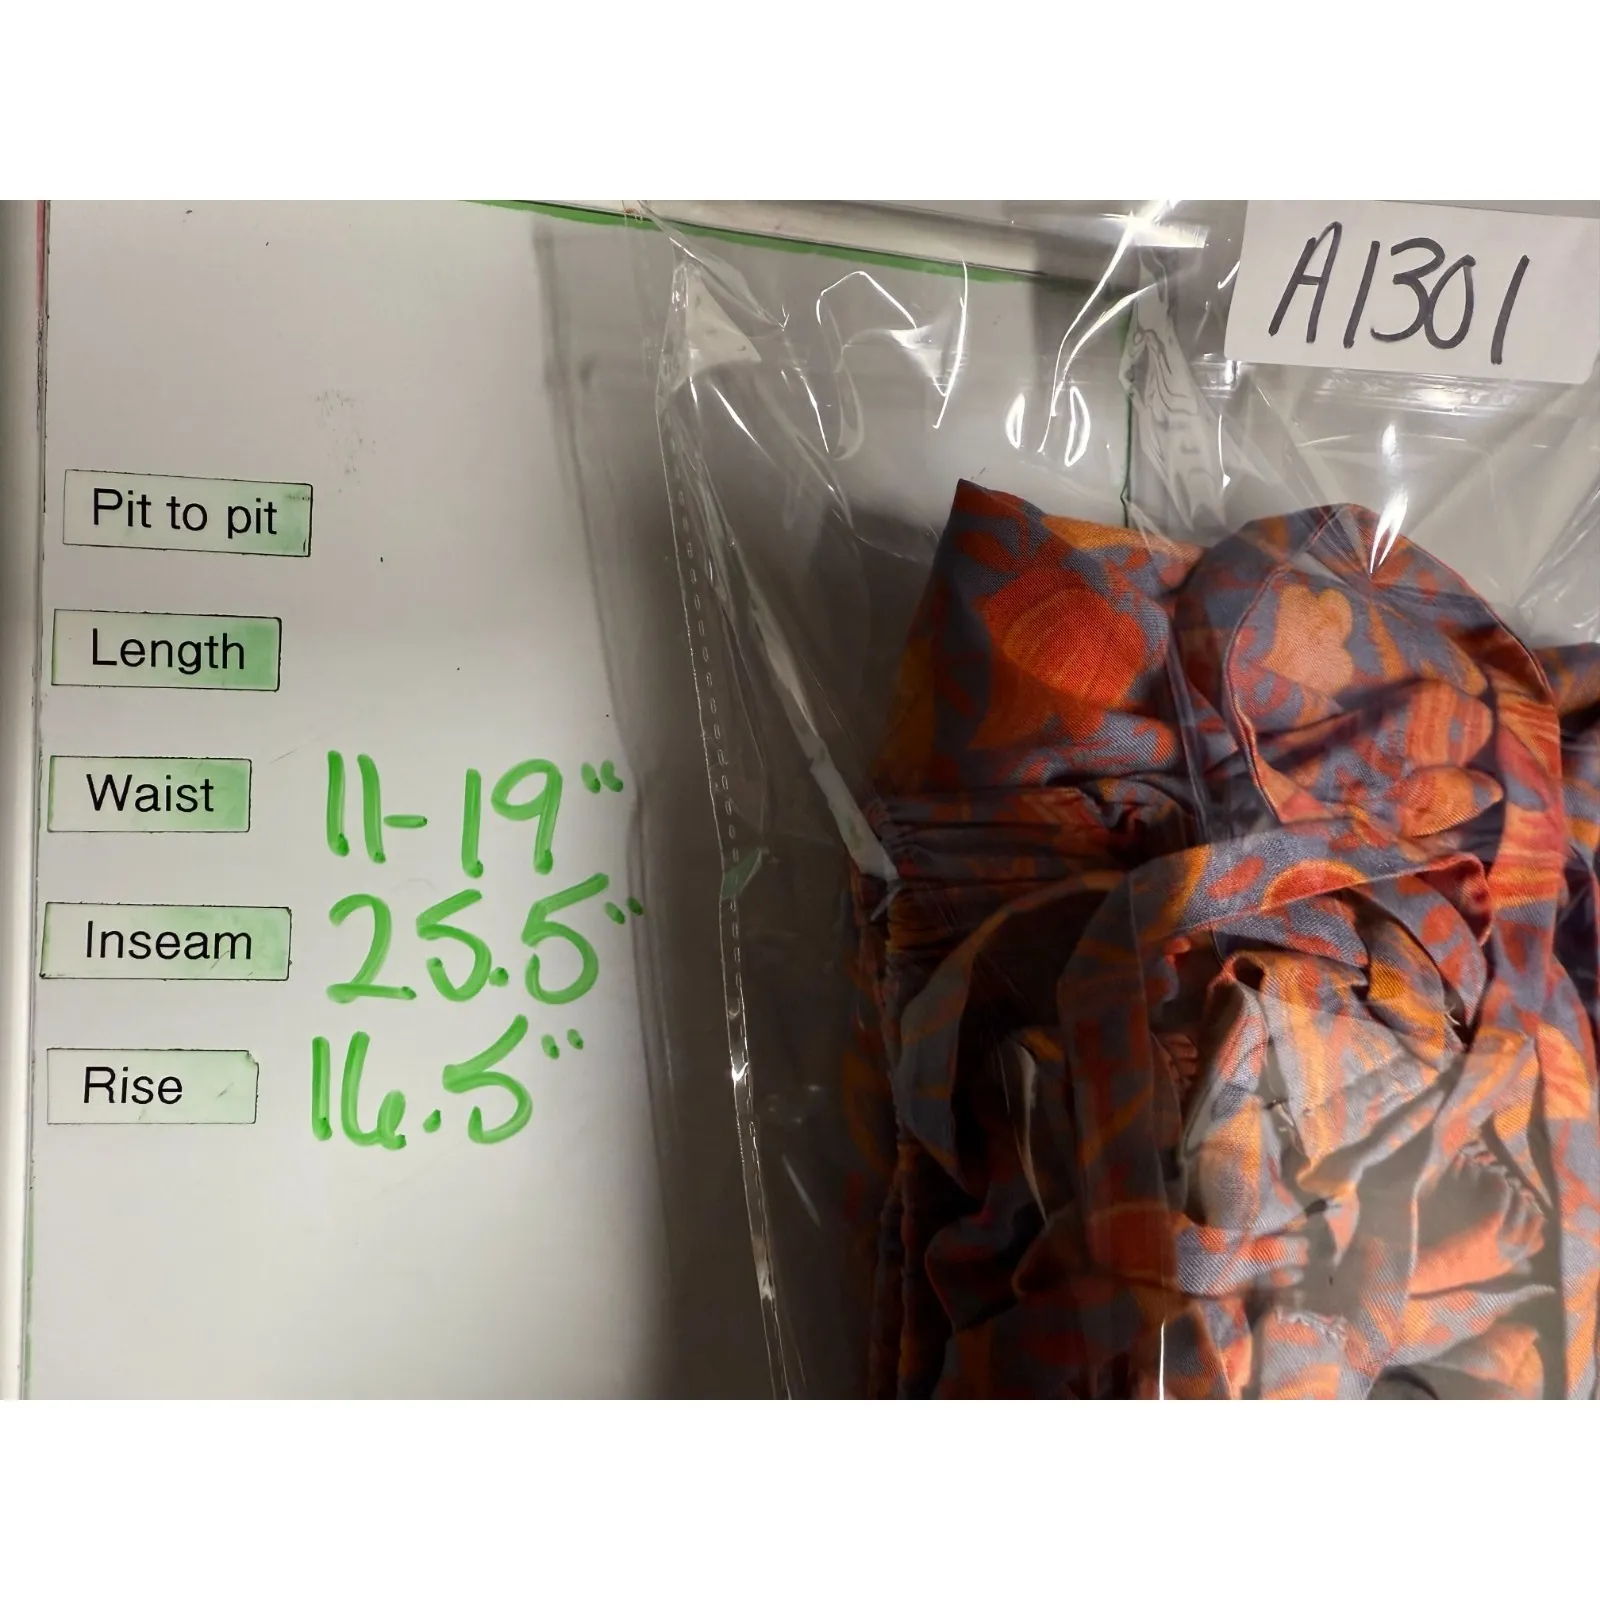 A1301
Pit to pit
Length
Waist 11-19"
Inseam 25.5"
Rise 16.5"